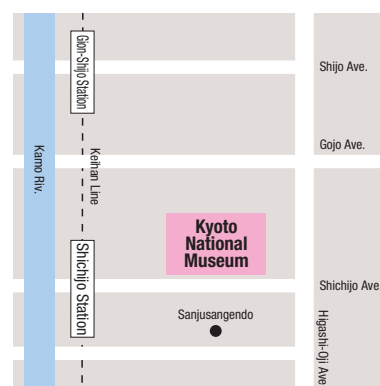 Gion-Shijo Station
Shijo Ave.
Gojo Ave.
Kamo Riv.
Keihan Line
Kyoto
National
Museum
Shichijo Station
Shichijo Ave
Sanjusangendo
Higashi-Oji Ave